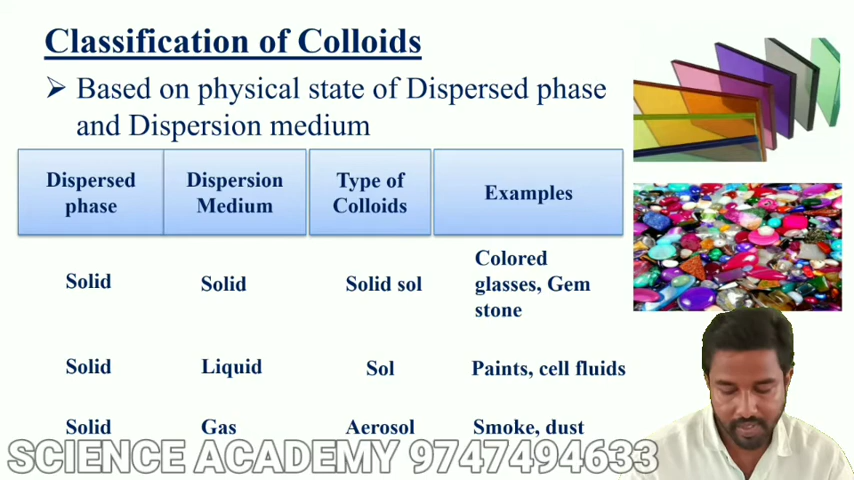 Classification of Colloids
➢ Based on physical state of Dispersed phase
and Dispersion medium
Dispersed
phase
Dispersion
Medium
Type of
Colloids
Examples
Solid
Solid
Solid sol
Colored
glasses, Gem
stone
Solid
Liquid
Sol
Paints, cell fluids
Solid
Gas
Aerosol
Smoke, dust
SCIENCE ACADEMY 9747494633